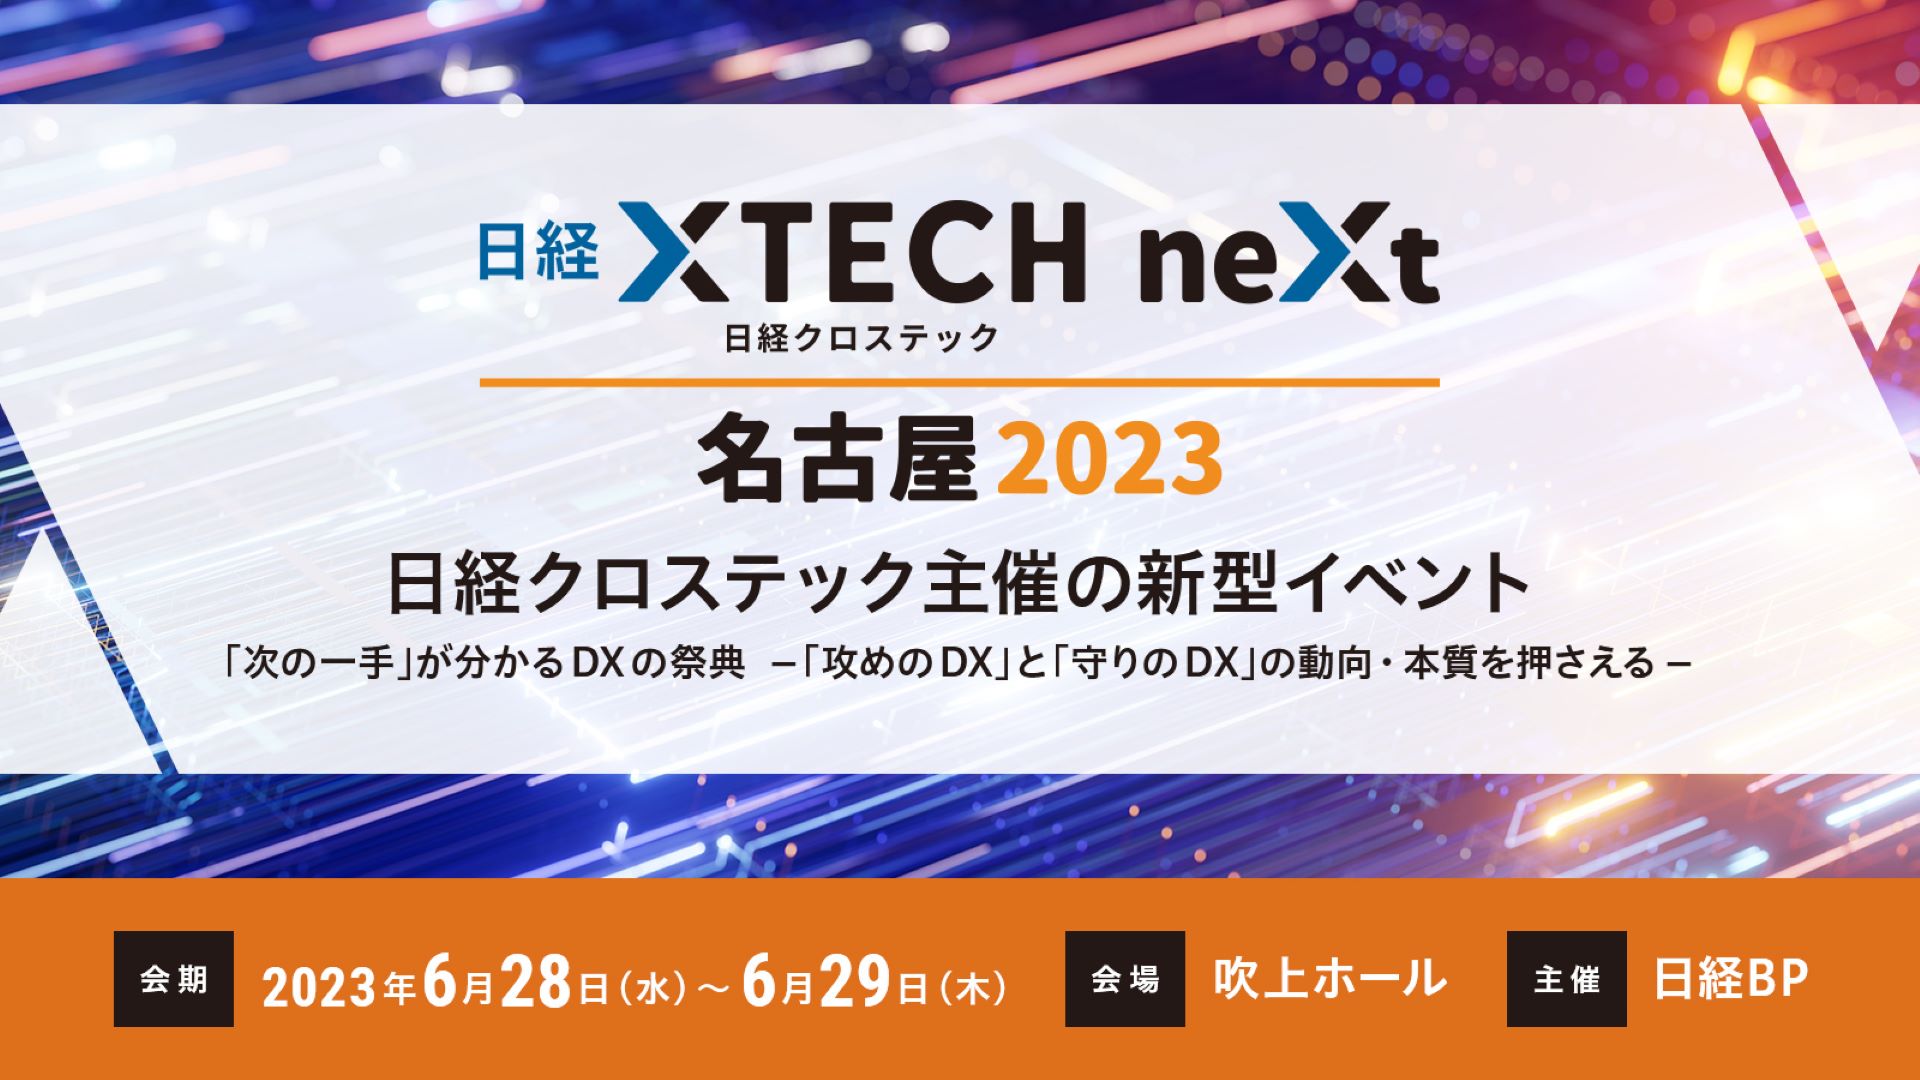 日経 XTECH neXt
日経クロステック
名古屋2023
日経クロステック主催の新型イベント
「次の一手」が分かるDXの祭典 −「攻めのDX」と「守りのDX」の動向・本質を押さえる−
会期 2023年6月28日(水)〜6月29日(木) 会場 吹上ホール 主催 日経BP